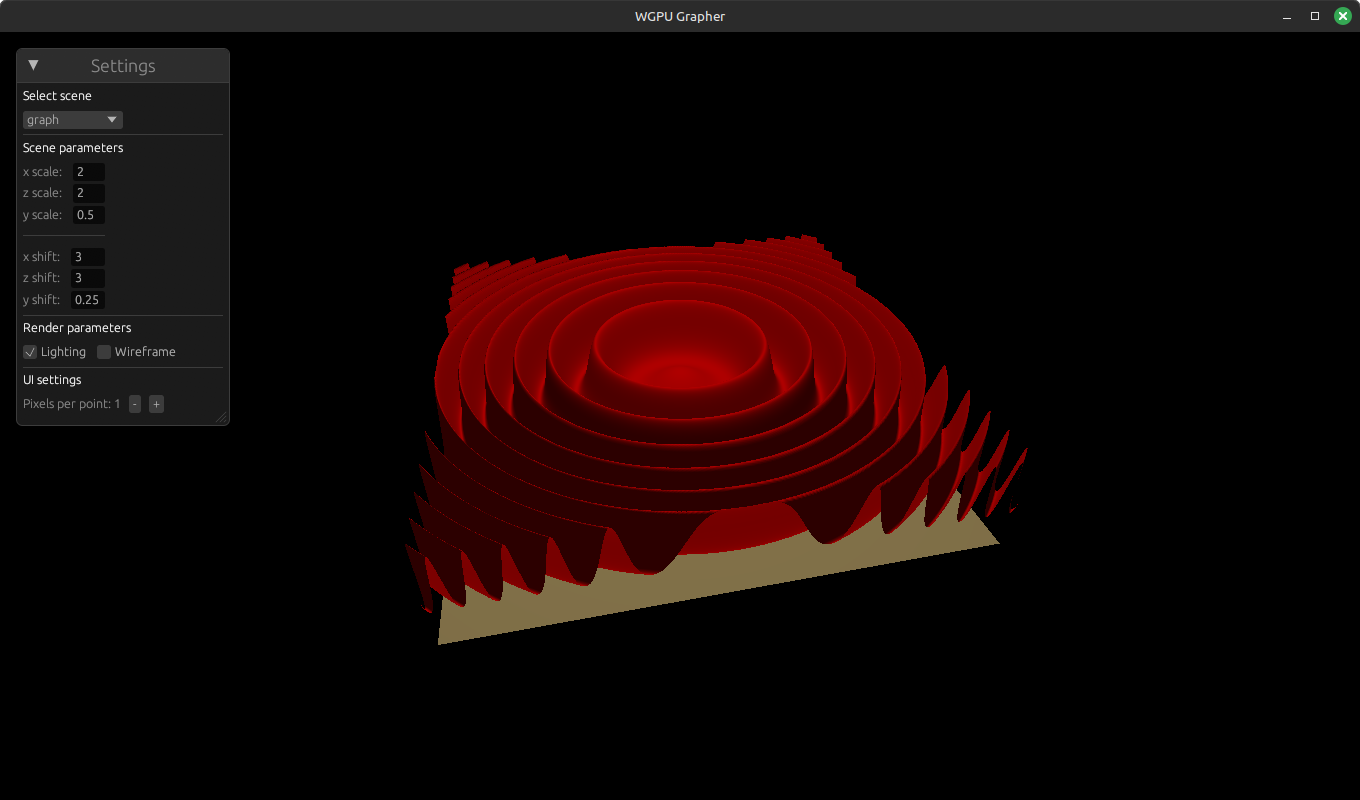 WGPU Grapher
Settings
Select scene
graph
Scene parameters
x scale: 2
z scale: 2
y scale: 0.5
x shift: 3
z shift: 3
y shift: 0.25
Render parameters
Lighting Wireframe
UI settings
Pixels per point: 1 - +